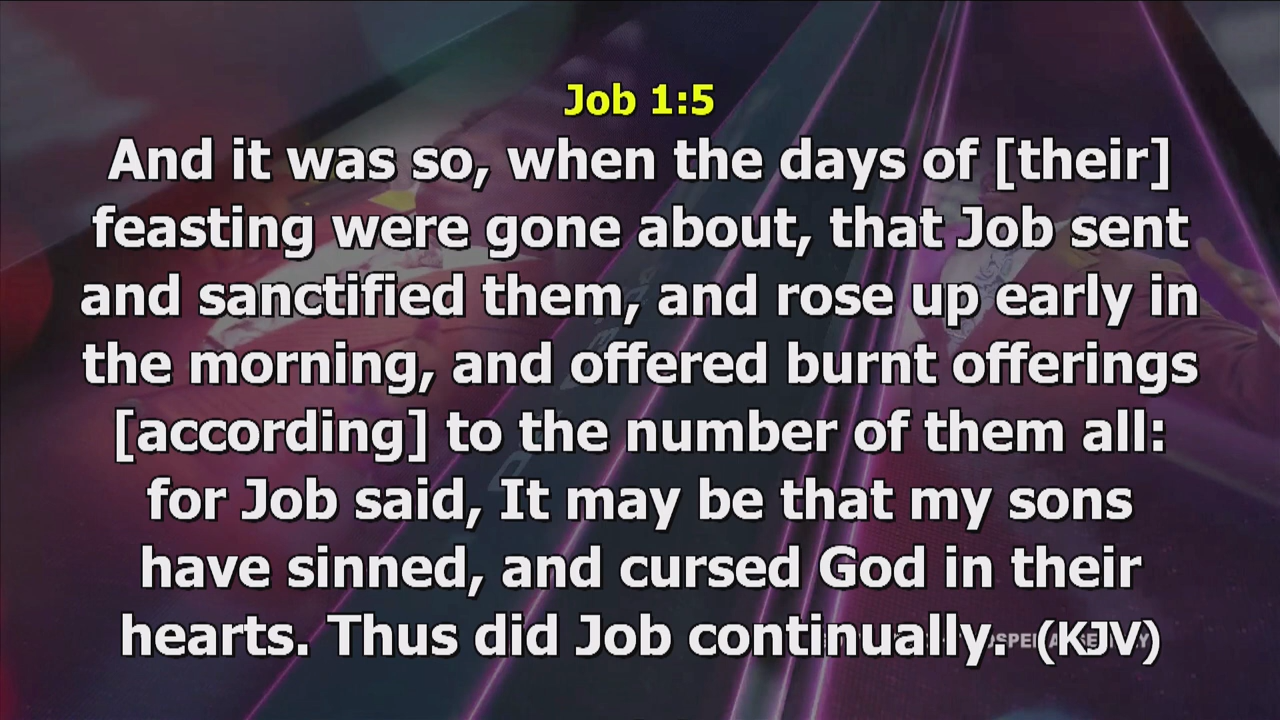 Job 1:5
And it was so, when the days of [their]
feasting were gone about, that Job sent
and sanctified them, and rose up early in
the morning, and offered burnt offerings
[according] to the number of them all:
for Job said, It may be that my sons
have sinned, and cursed God in their
hearts. Thus did Job continually. (KJV)